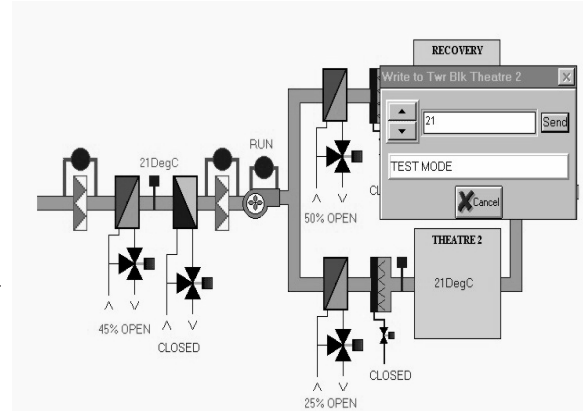 RECOVERY
Write to Twr Blk Theatre 2
21
Send
TEST MODE
Cancel
RUN
21DegC
50% OPEN
THEATRE 2
21DegC
45% OPEN
CLOSED
CLOSED
25% OPEN